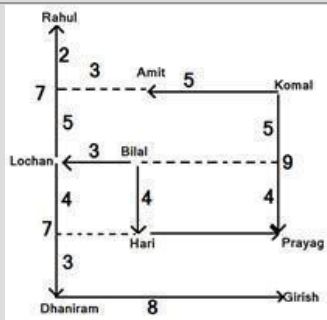 Rahul
2
3
Amit
5
Komal
7
5
5
Lochan
3
Bilal
9
4
4
4
7
Hari
Prayag
3
Dhaniram
8
Girish